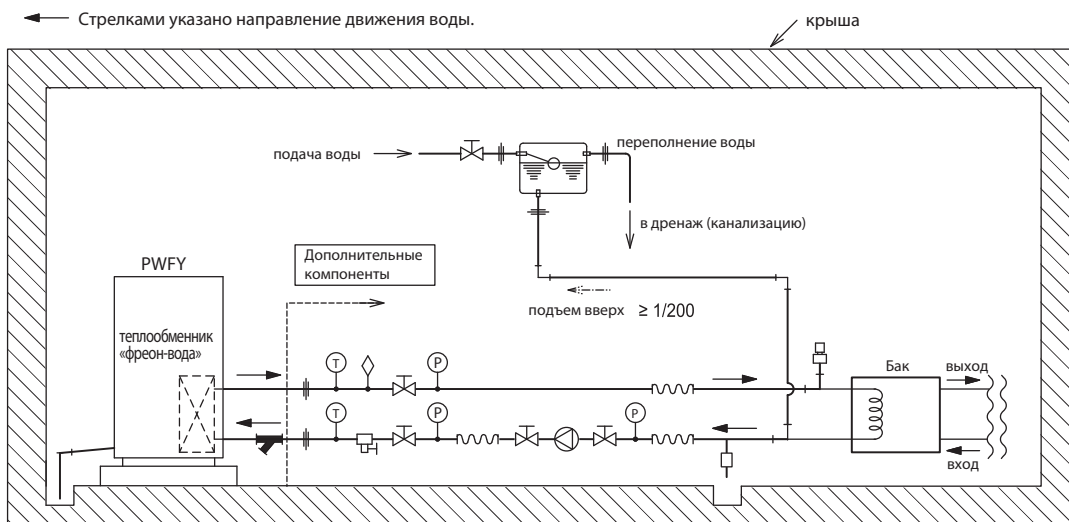 Стрелками указано направление движения воды.
крыша
подача воды
переполнение воды
в дренаж (канализацию)
Дополнительные
компоненты
PWFY
подъем вверх ≥ 1/200
теплообменник
«фреон-вода»
T
P
Бак
выход
T
P
P
вход